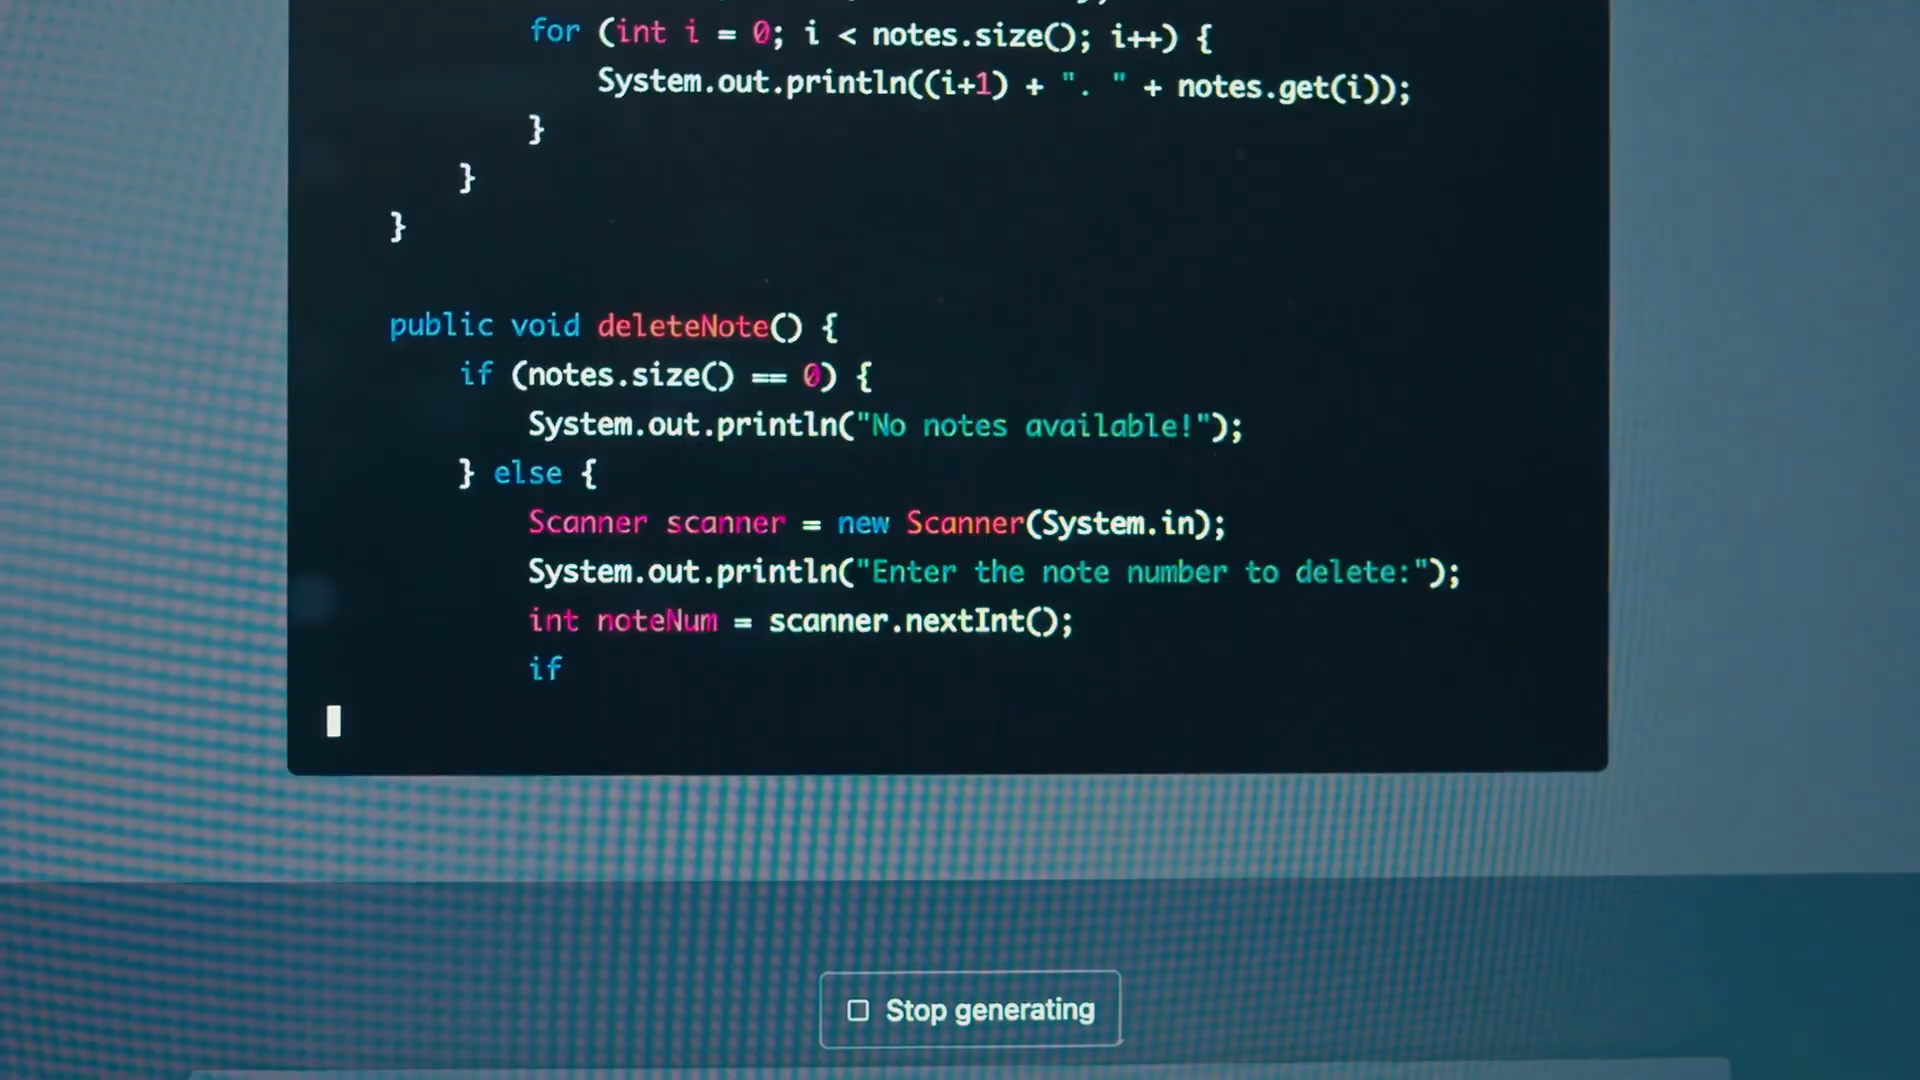 for (int i = 0; i < notes.size(); i++) {
System.out.println((i+1) + ". " + notes.get(i));
}
}
}
public void deleteNote() {
if (notes.size() == 0) {
System.out.println("No notes available!");
} else {
Scanner scanner = new Scanner(System.in);
System.out.println("Enter the note number to delete:");
int noteNum = scanner.nextInt();
if
Stop generating